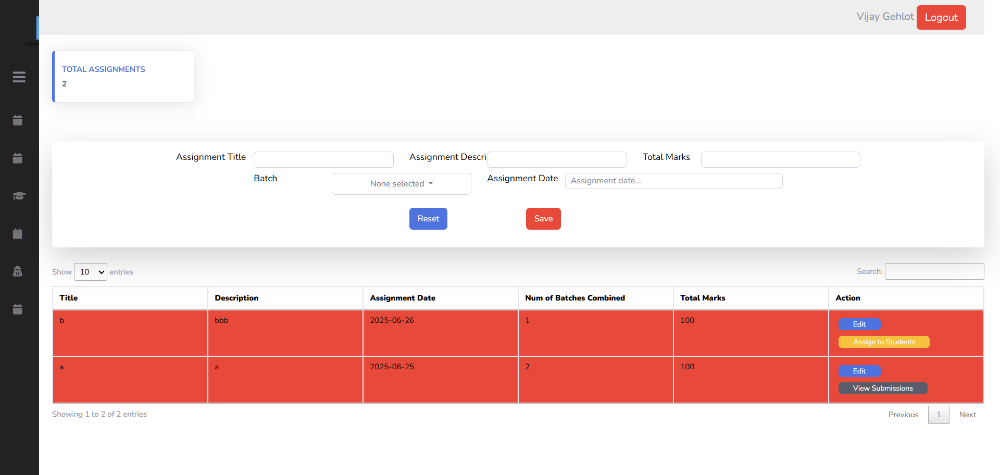 Vijay Gehlot Logout
TOTAL ASSIGNMENTS
2
Assignment Title Assignment Descri Total Marks
Batch None selected Assignment Date Assignment date...
Reset Save
Show 10 entries Search:
Title Description Assignment Date Num of Batches Combined Total Marks Action
b bbb 2025-06-26 1 100 Edit
Assign to Students
a a 2025-06-25 2 100 Edit
View Submissions
Showing 1 to 2 of 2 entries Previous 1 Next